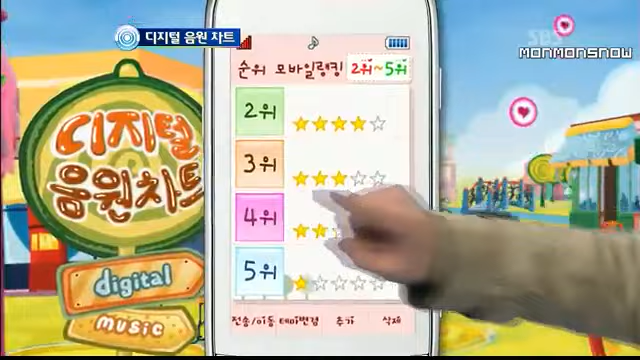 디지털 음원 차트
SBS
MONMONSNOW
순위 모바일랭키 2위~5위
디지털
음원차트
2위
3위
4위
5위
digital
music
전송/이동 테마변경 추가 삭제